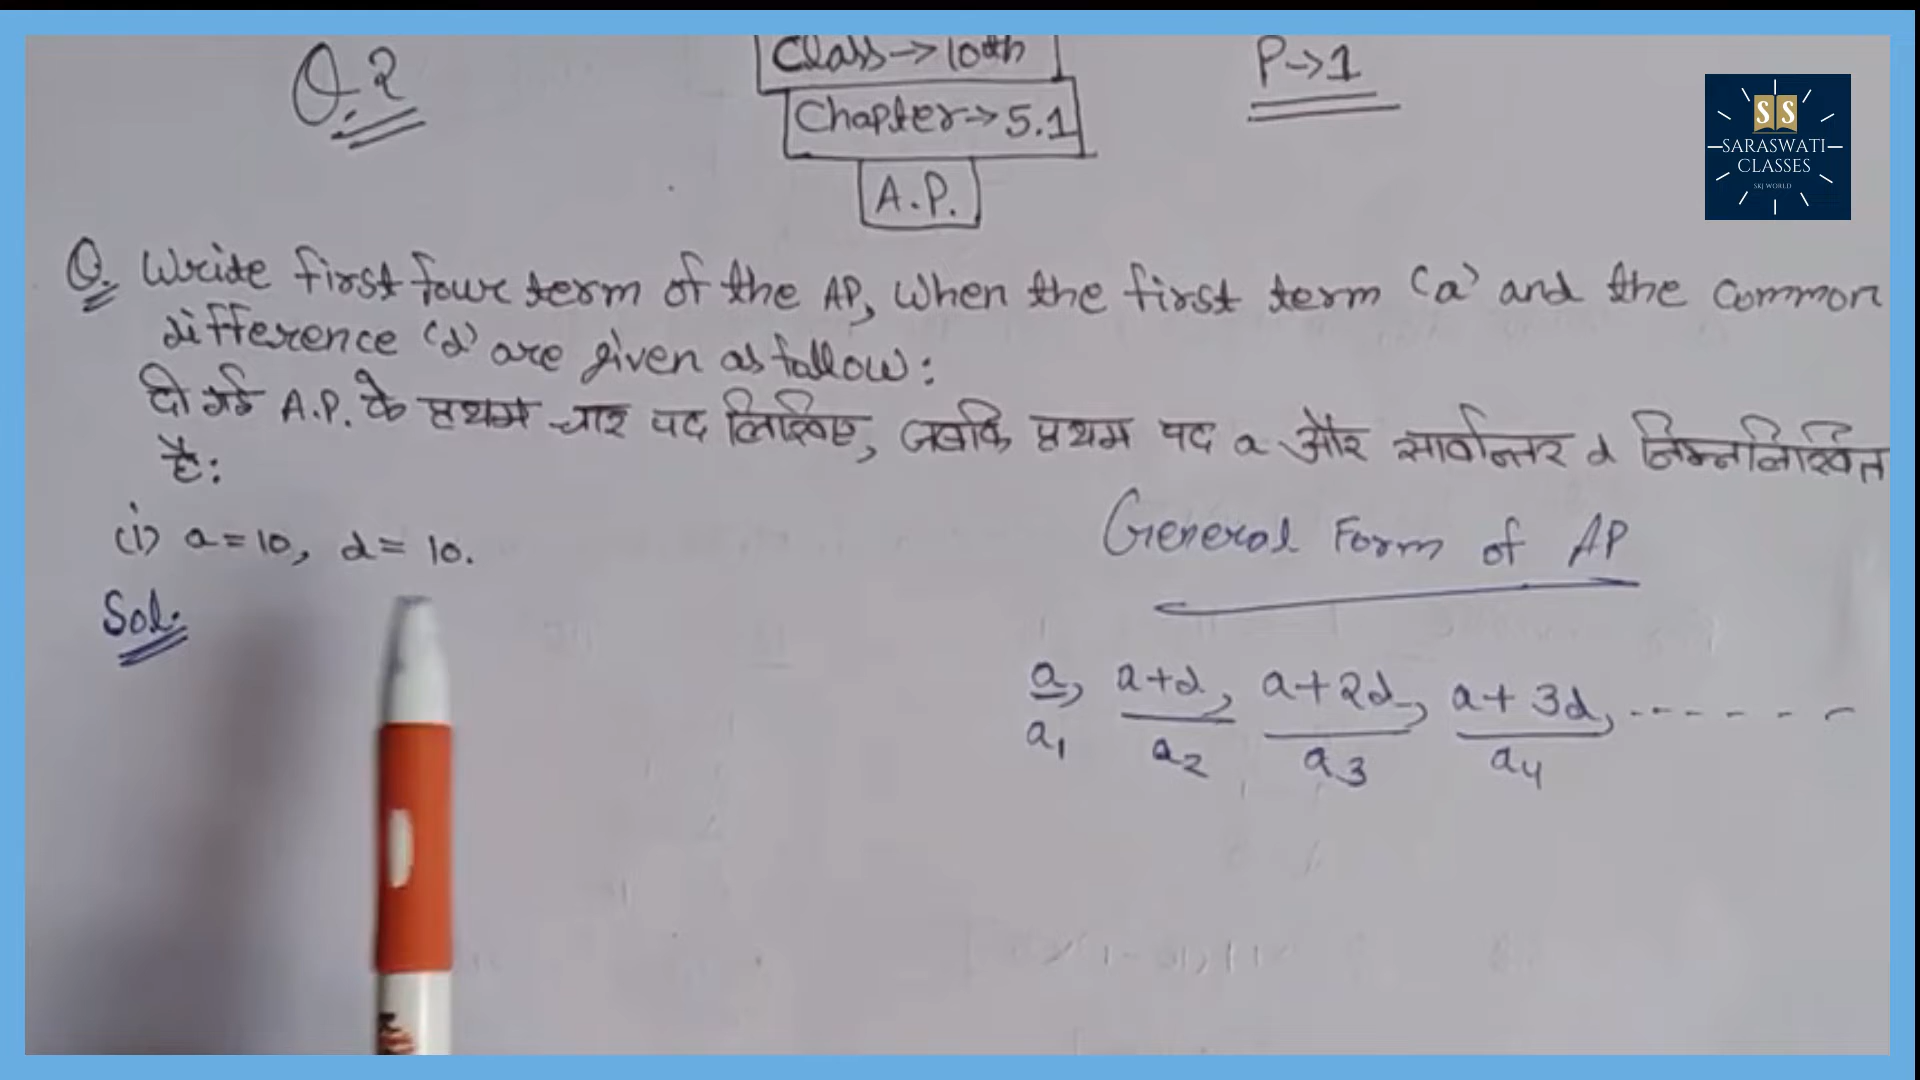 Q.2
Class→10th
Chapter→5.1
A.P.
P→1
SS
SARASWATI
CLASSES
SKJ WORLD
Q. Write first four term of the AP, when the first term 'a' and the common
difference 'd' are given as follow:
दी गई A.P. के प्रथम चार पद लिखिए, जबकि प्रथम पद a और सार्वान्तर d निम्नलिखित
है:
(i) a=10, d=10.
Sol.
General Form of AP
a, a+d, a+2d, a+3d, .......
a1 a2 a3 a4